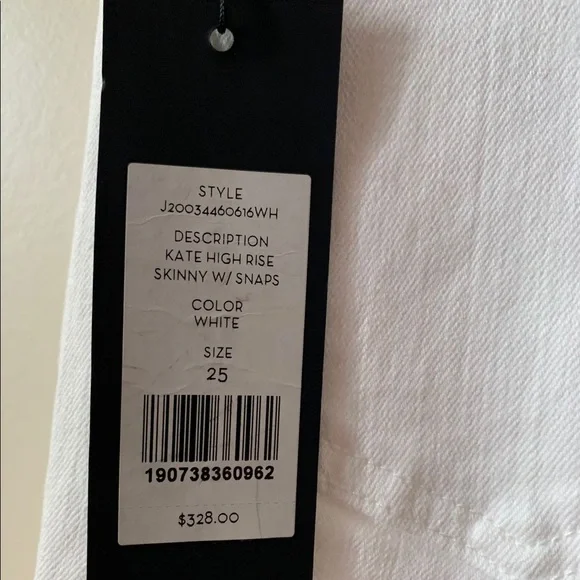 STYLE
J20034460616WH
DESCRIPTION
KATE HIGH RISE
SKINNY W/ SNAPS
COLOR
WHITE
SIZE
25
190738360962
$328.00